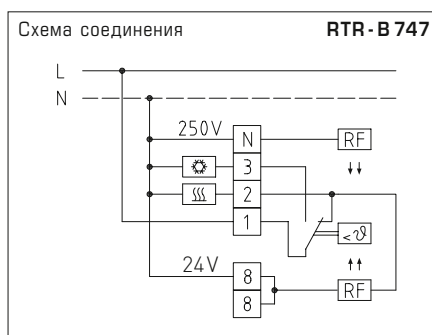 Схема соединения RTR-B 747
L
N
250V N RF
3
2
1 <ϑ
24V 8
8 RF